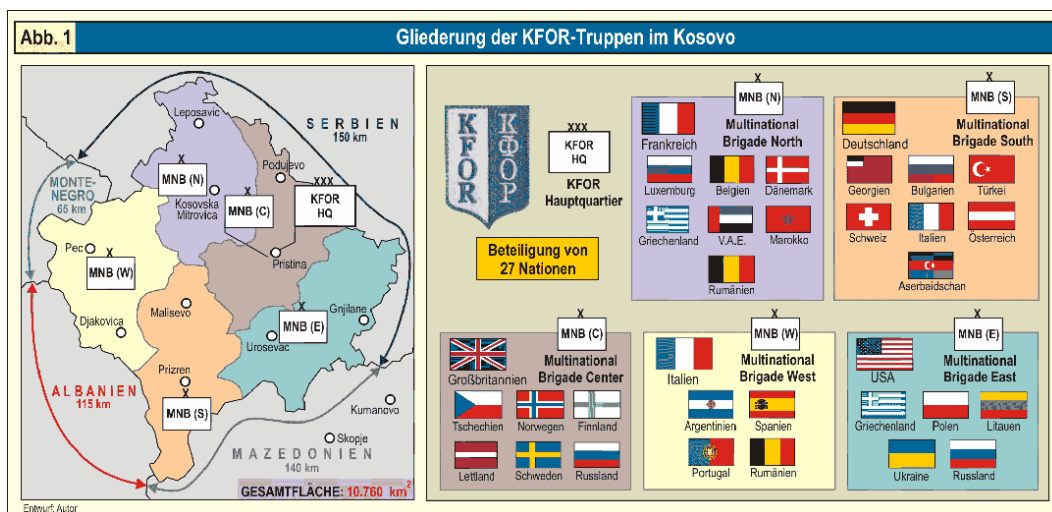 Abb. 1
Gliederung der KFOR-Truppen im Kosovo
Leposavic
SERBIEN
150 km
X
MNB (N)
Podujevo
XXX
KFOR
HQ
MONTE-
NEGRO
65 km
Kosovska
Mitrovica
X
MNB (C)
Pec
X
MNB (W)
Pristina
Malisevo
X
MNB (E)
Gnjilane
Djakovica
Urosevac
ALBANIEN
115 km
Prizren
X
MNB (S)
Kumanovo
Skopje
MAZEDONIEN
140 km
GESAMTFLÄCHE: 10.760 km²
KFOR
КФОР
XXX
KFOR
HQ
KFOR
Hauptquartier
Beteiligung von
27 Nationen
X
MNB (N)
Multinational
Brigade North
Frankreich
Luxemburg
Belgien
Dänemark
Griechenland
V.A.E.
Marokko
Rumänien
X
MNB (S)
Multinational
Brigade South
Deutschland
Georgien
Bulgarien
Türkei
Schweiz
Italien
Österreich
Aserbaidschan
X
MNB (C)
Multinational
Brigade Center
Großbritannien
Tschechien
Norwegen
Finnland
Lettland
Schweden
Russland
X
MNB (W)
Multinational
Brigade West
Italien
Argentinien
Spanien
Portugal
Rumänien
X
MNB (E)
Multinational
Brigade East
USA
Griechenland
Polen
Litauen
Ukraine
Russland
Entwurf: Autor